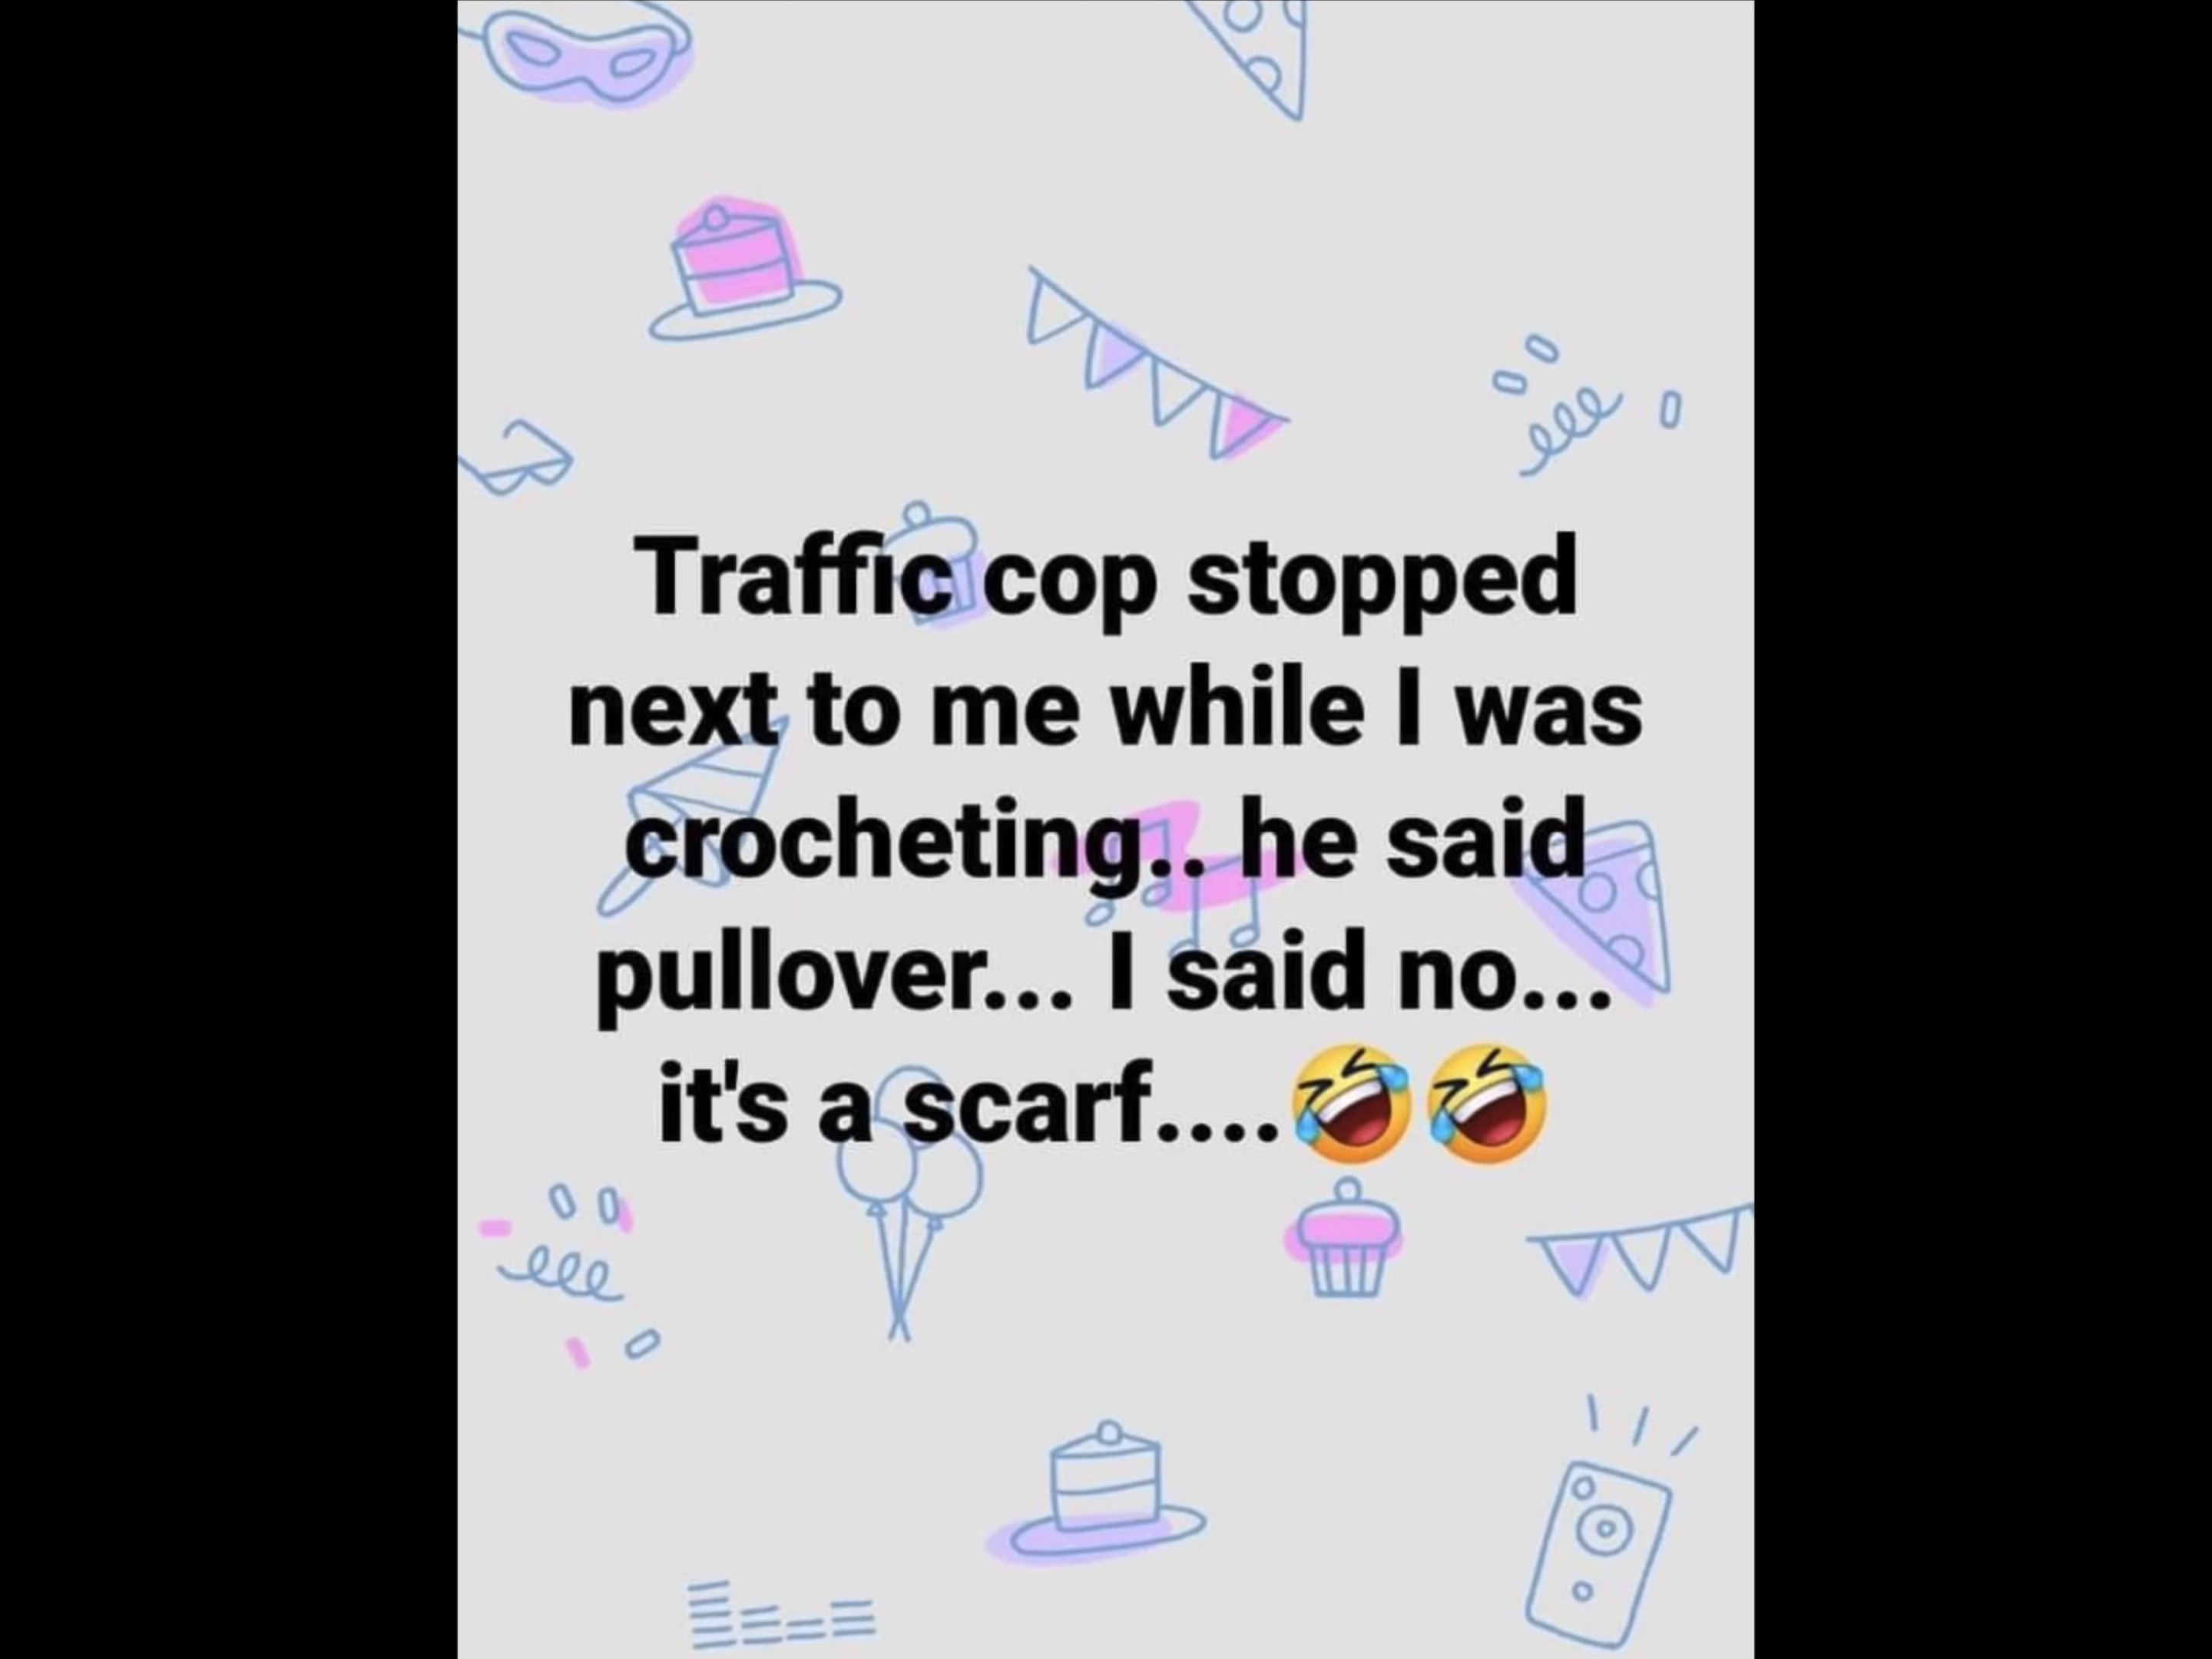 Traffic cop stopped
next to me while I was
crocheting.. he said
pullover... I said no...
it's a scarf....🤣🤣